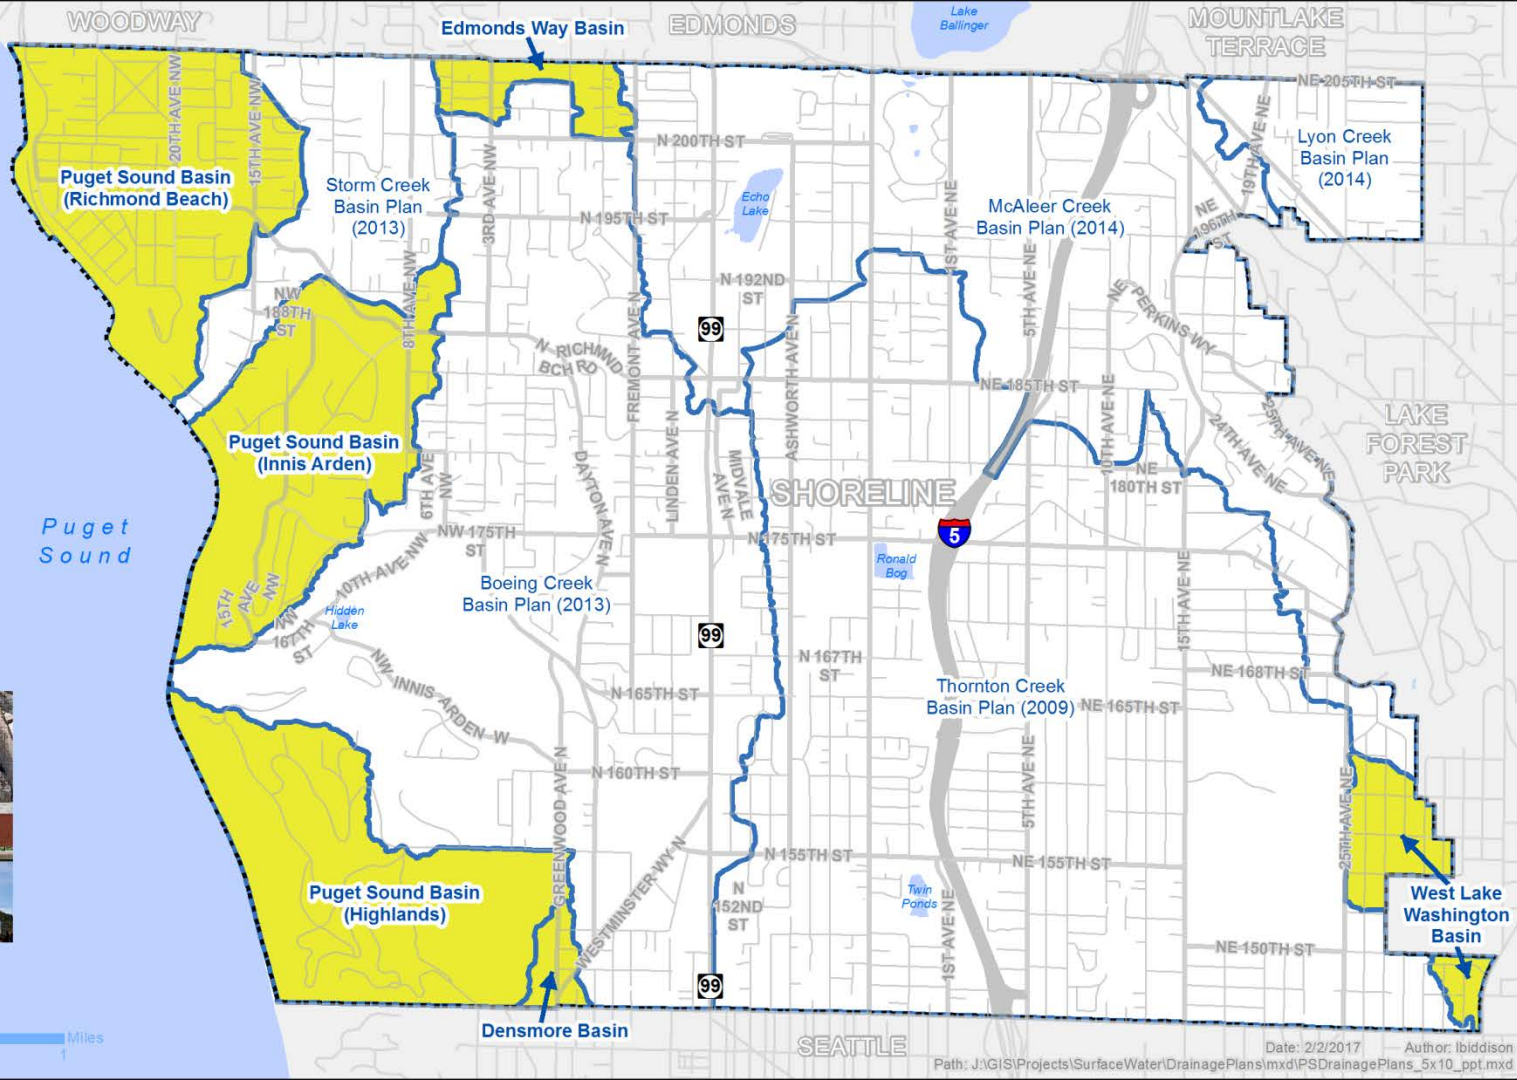 WOODWAY
Edmonds Way Basin
EDMONDS
Lake
Ballinger
MOUNTLAKE
TERRACE
NE 205TH ST
20TH AVE NW
15TH AVE NW
19TH AVE NE
Lyon Creek
Basin Plan
(2014)
N 200TH ST
Puget Sound Basin
(Richmond Beach)
Storm Creek
Basin Plan
(2013)
3RD AVE NW
Echo
Lake
1ST AVE NE
McAleer Creek
Basin Plan (2014)
NE
196TH
ST
N 195TH ST
5TH AVE NE
N 192ND
ST
NW
188TH
ST
8TH AVE NW
FREMONT AVE N
99
ASHWORTH AVE N
NE PERKINS WY
N RICHMND
BCH RD
NE 185TH ST
10TH AVE NE
25TH AVE NE
24TH AVE NE
LAKE
FOREST
PARK
Puget Sound Basin
(Innis Arden)
6TH AVE
NW
DAYTON AVE N
LINDEN AVE N
MIDVALE
AVE N
SHORELINE
NE
180TH ST
Puget
Sound
NW 175TH
ST
N 175TH ST
5
Ronald
Bog
10TH AVE NW
15TH
AVE
NW
Boeing Creek
Basin Plan (2013)
Hidden
Lake
NW
167TH
ST
15TH AVE NE
99
N 167TH
ST
NE 168TH ST
NW INNIS ARDEN W
N 165TH ST
Thornton Creek
Basin Plan (2009)
NE 165TH ST
5TH AVE NE
N 160TH ST
GREENWOOD AVE N
25TH AVE NE
N 155TH ST
NE 155TH ST
WESTMINSTER WY N
Puget Sound Basin
(Highlands)
N
152ND
ST
Twin
Ponds
1ST AVE NE
West Lake
Washington
Basin
NE 150TH ST
99
Densmore Basin
Miles
1
SEATTLE
Date: 2/2/2017
Author: lbiddison
Path: J:\GIS\Projects\SurfaceWater\DrainagePlans\mxd\PSDrainagePlans_5x10_ppt.mxd